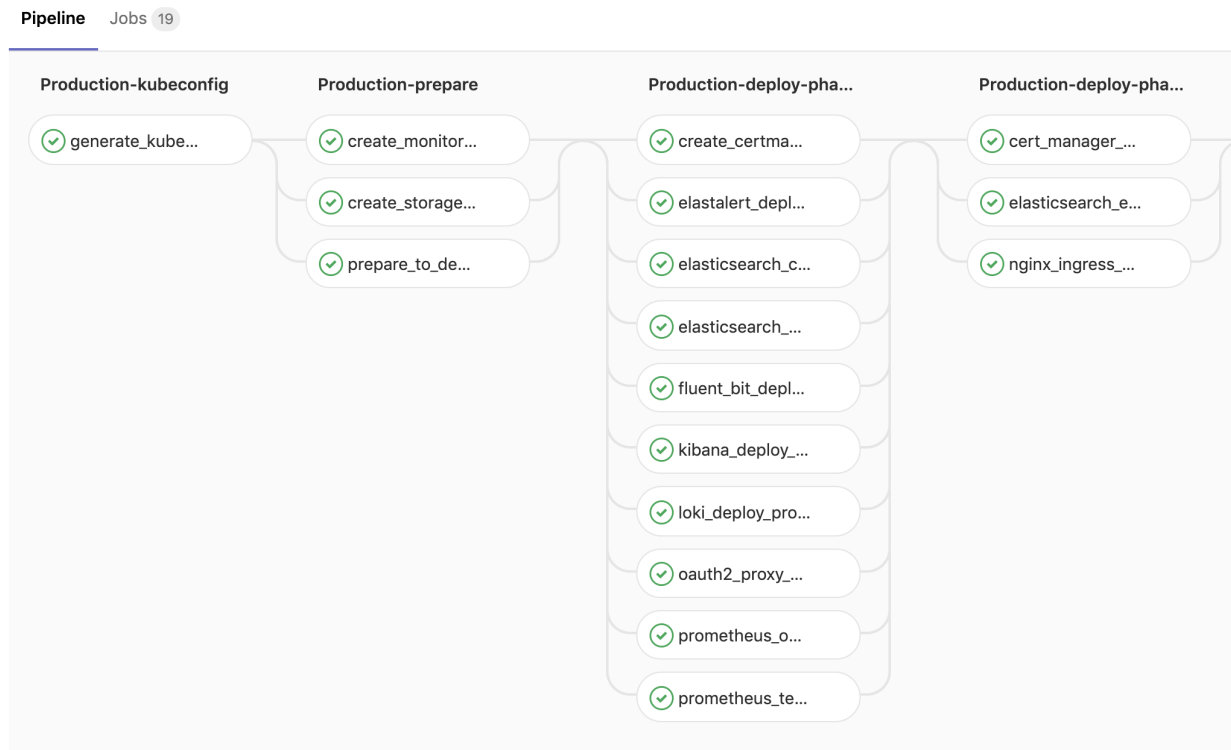 Pipeline Jobs 19
Production-kubeconfig
generate_kube...
Production-prepare
create_monitor...
create_storage...
prepare_to_de...
Production-deploy-pha...
create_certma...
elastalert_depl...
elasticsearch_c...
elasticsearch_...
fluent_bit_depl...
kibana_deploy_...
loki_deploy_pro...
oauth2_proxy_...
prometheus_o...
prometheus_te...
Production-deploy-pha...
cert_manager_...
elasticsearch_e...
nginx_ingress_...